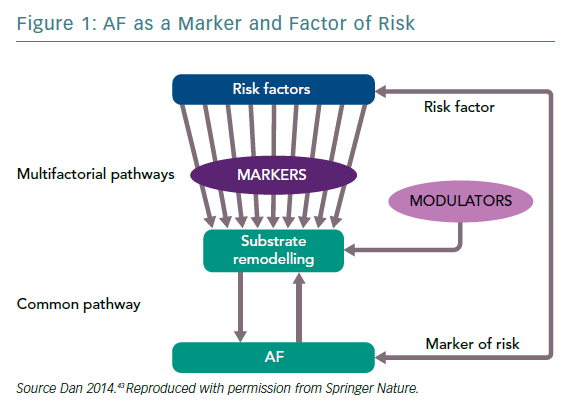 Figure 1: AF as a Marker and Factor of Risk
Risk factors
Risk factor
Multifactorial pathways
MARKERS
MODULATORS
Substrate
remodelling
Common pathway
Marker of risk
AF
Source Dan 2014.⁴³ Reproduced with permission from Springer Nature.